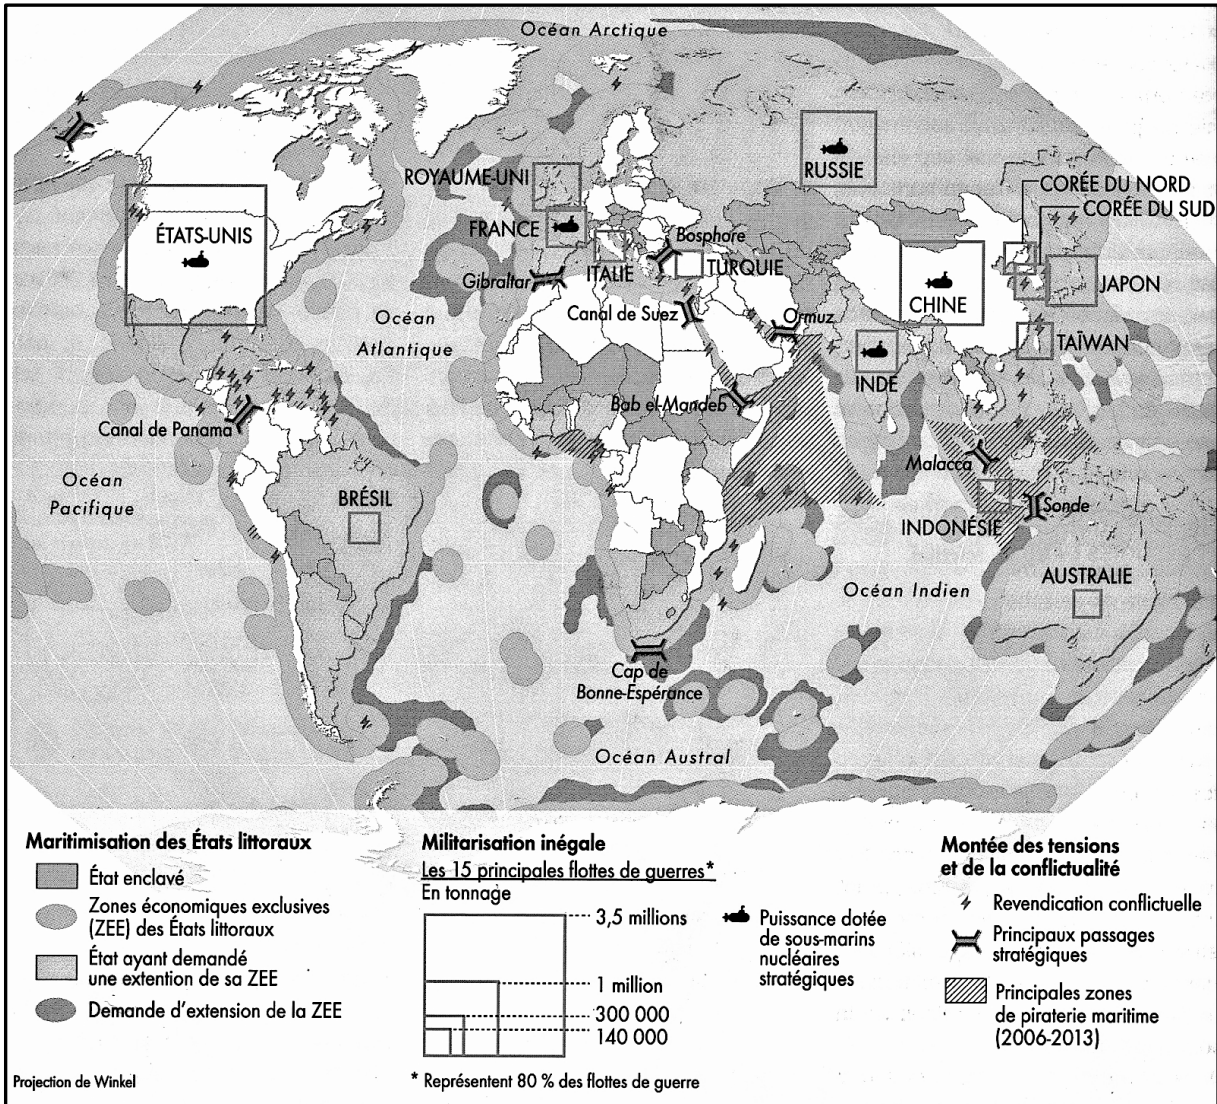 Océan Arctique
ROYAUME-UNI
RUSSIE
CORÉE DU NORD
CORÉE DU SUD
ÉTATS-UNIS
FRANCE
Bosphore
ITALIE
TURQUIE
Gibraltar
CHINE
JAPON
Océan
Atlantique
Canal de Suez
Ormuz
TAÏWAN
INDE
Bab el-Mandeb
Canal de Panama
Malacca
Océan
Pacifique
BRÉSIL
INDONÉSIE
Sonde
AUSTRALIE
Océan Indien
Cap de
Bonne-Espérance
Océan Austral
Maritimisation des États littoraux
État enclavé
Zones économiques exclusives
(ZEE) des États littoraux
État ayant demandé
une extention de sa ZEE
Demande d'extension de la ZEE
Projection de Winkel
Militarisation inégale
Les 15 principales flottes de guerres*
En tonnage
3,5 millions
1 million
300 000
140 000
Puissance dotée
de sous-marins
nucléaires
stratégiques
* Représentent 80 % des flottes de guerre
Montée des tensions
et de la conflictualité
Revendication conflictuelle
Principaux passages
stratégiques
Principales zones
de piraterie maritime
(2006-2013)